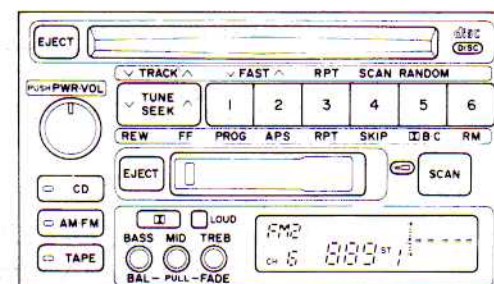 EJECT
disc
DISC
TRACK FAST RPT SCAN RANDOM
PUSH PWR·VOL
TUNE SEEK 1 2 3 4 5 6
REW FF PROG APS RPT SKIP B C RM
EJECT SCAN
CD
AM·FM
TAPE
LOUD
BASS MID TREB
BAL – PULL – FADE
FM2
CH ST 1